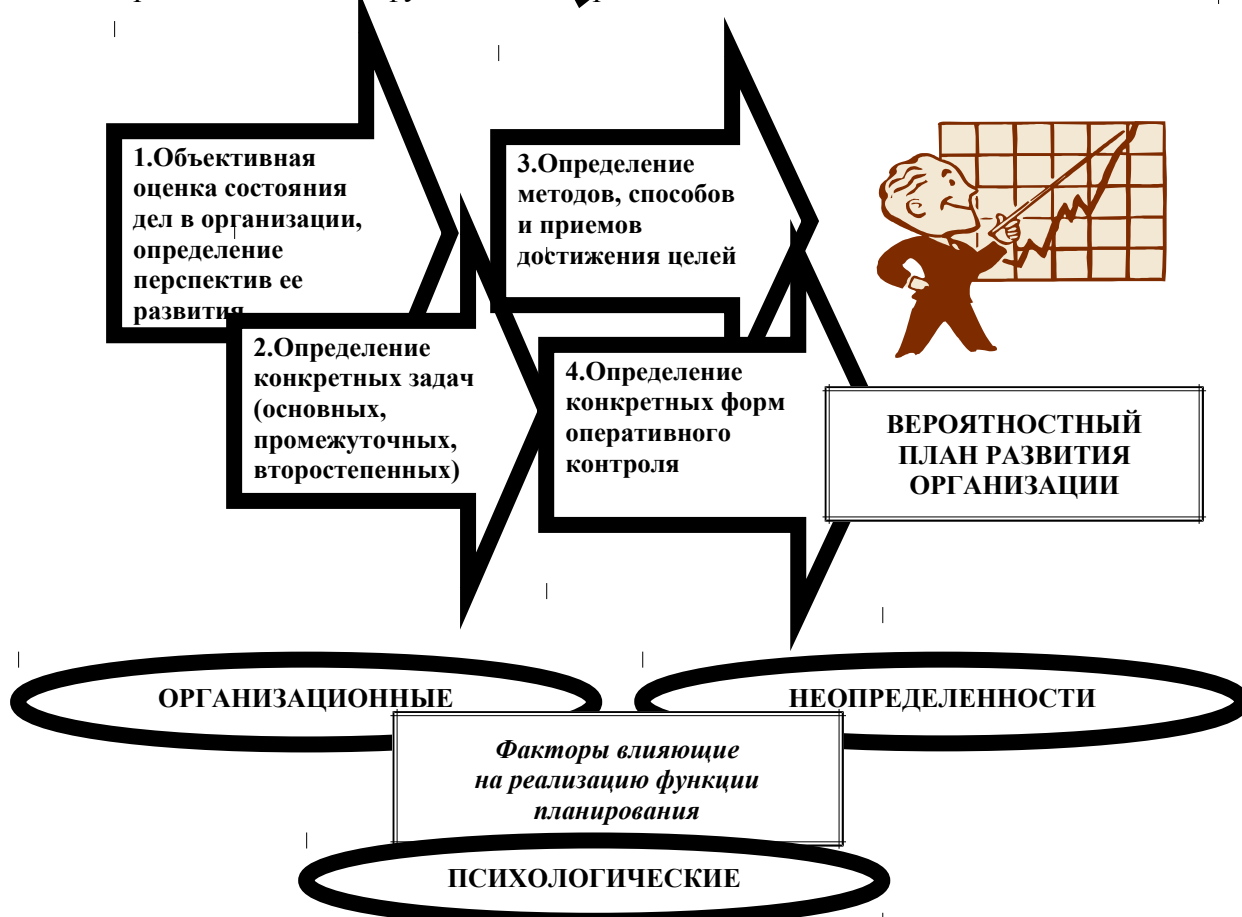 1.Объективная
оценка состояния
дел в организации,
определение
перспектив ее
развития
2.Определение
конкретных задач
(основных,
промежуточных,
второстепенных)
3.Определение
методов, способов
и приемов
достижения целей
4.Определение
конкретных форм
оперативного
контроля
ВЕРОЯТНОСТНЫЙ
ПЛАН РАЗВИТИЯ
ОРГАНИЗАЦИИ
ОРГАНИЗАЦИОННЫЕ
НЕОПРЕДЕЛЕННОСТИ
Факторы влияющие
на реализацию функции
планирования
ПСИХОЛОГИЧЕСКИЕ